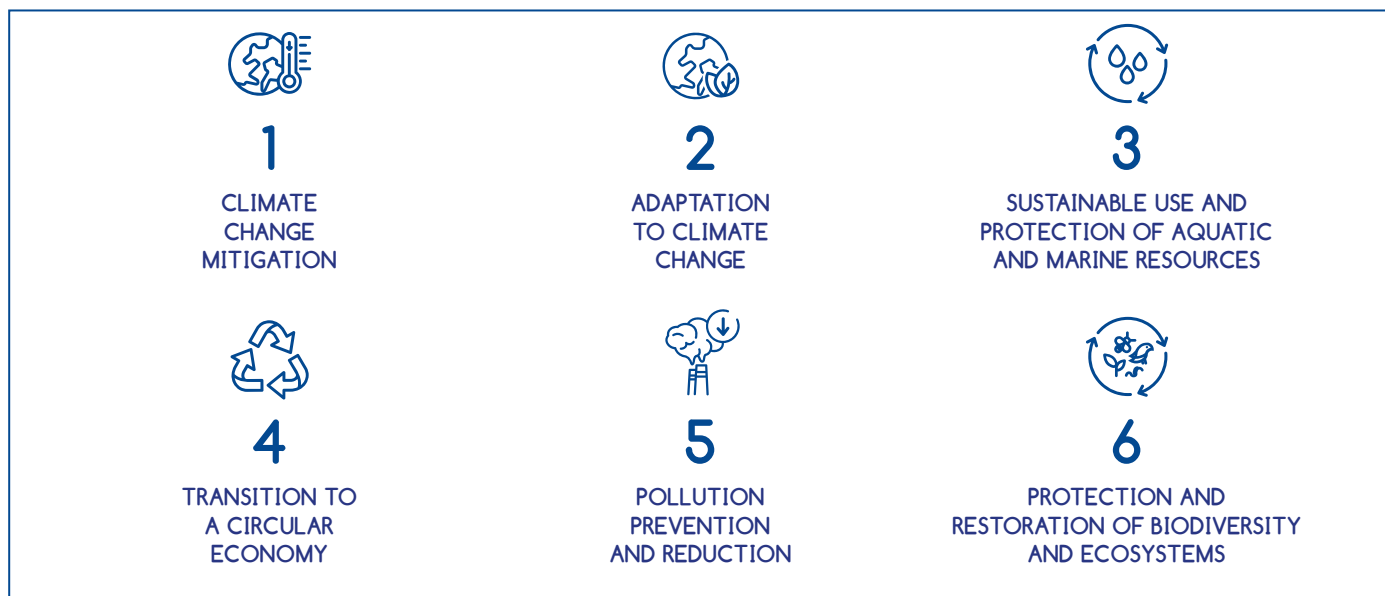 1
CLIMATE
CHANGE
MITIGATION
2
ADAPTATION
TO CLIMATE
CHANGE
3
SUSTAINABLE USE AND
PROTECTION OF AQUATIC
AND MARINE RESOURCES
4
TRANSITION TO
A CIRCULAR
ECONOMY
5
POLLUTION
PREVENTION
AND REDUCTION
6
PROTECTION AND
RESTORATION OF BIODIVERSITY
AND ECOSYSTEMS